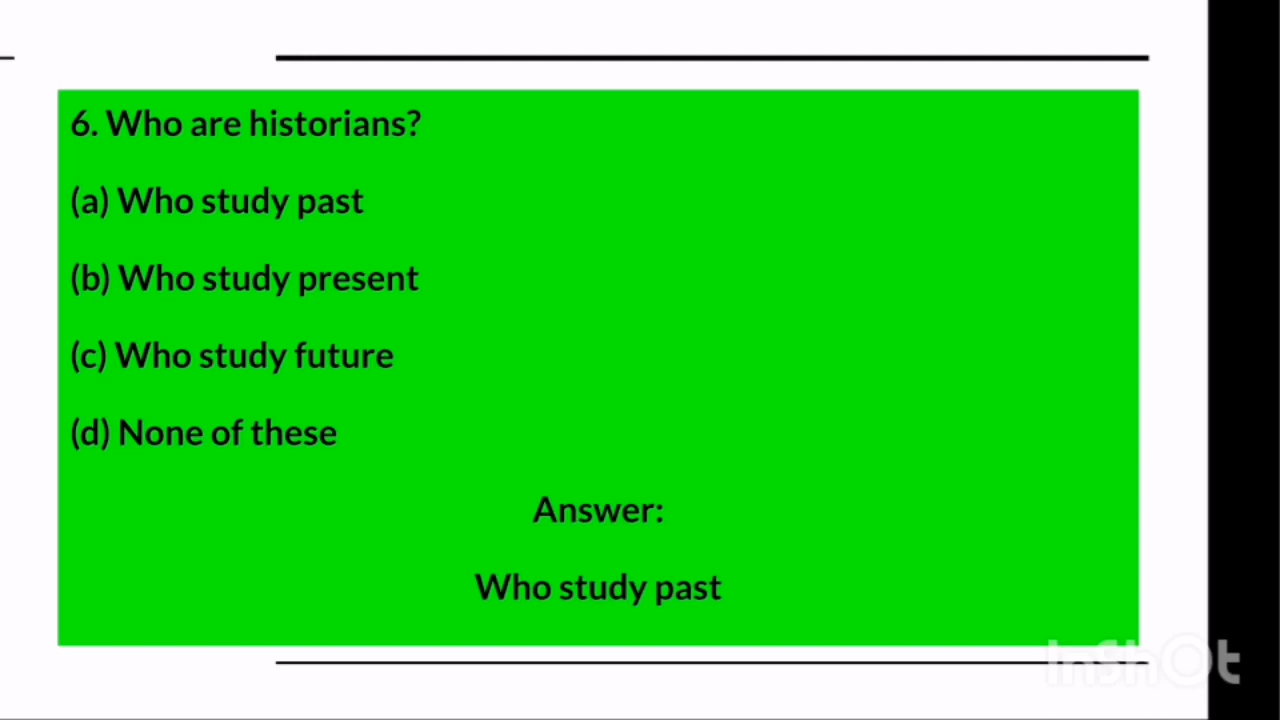 6. Who are historians?
(a) Who study past
(b) Who study present
(c) Who study future
(d) None of these
Answer:
Who study past
InShOt